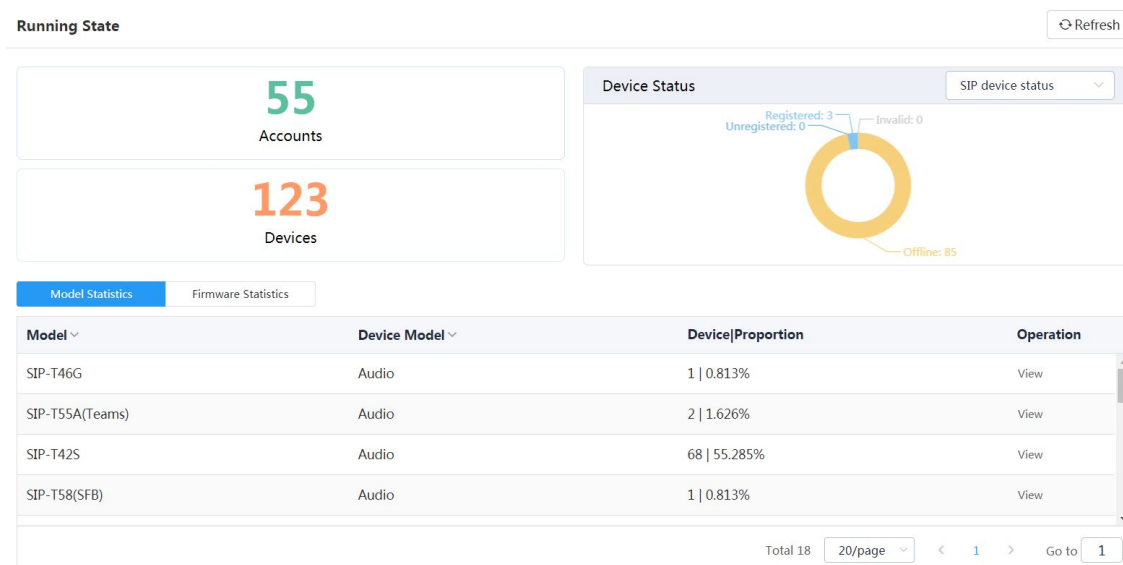 Running State
Refresh
55
Accounts
123
Devices
Device Status
SIP device status
Registered: 3
Unregistered: 0
Invalid: 0
Offline: 85
Model Statistics Firmware Statistics
Model Device Model Device|Proportion Operation
SIP-T46G Audio 1 | 0.813% View
SIP-T55A(Teams) Audio 2 | 1.626% View
SIP-T42S Audio 68 | 55.285% View
SIP-T58(SFB) Audio 1 | 0.813% View
Total 18 20/page < 1 > Go to 1